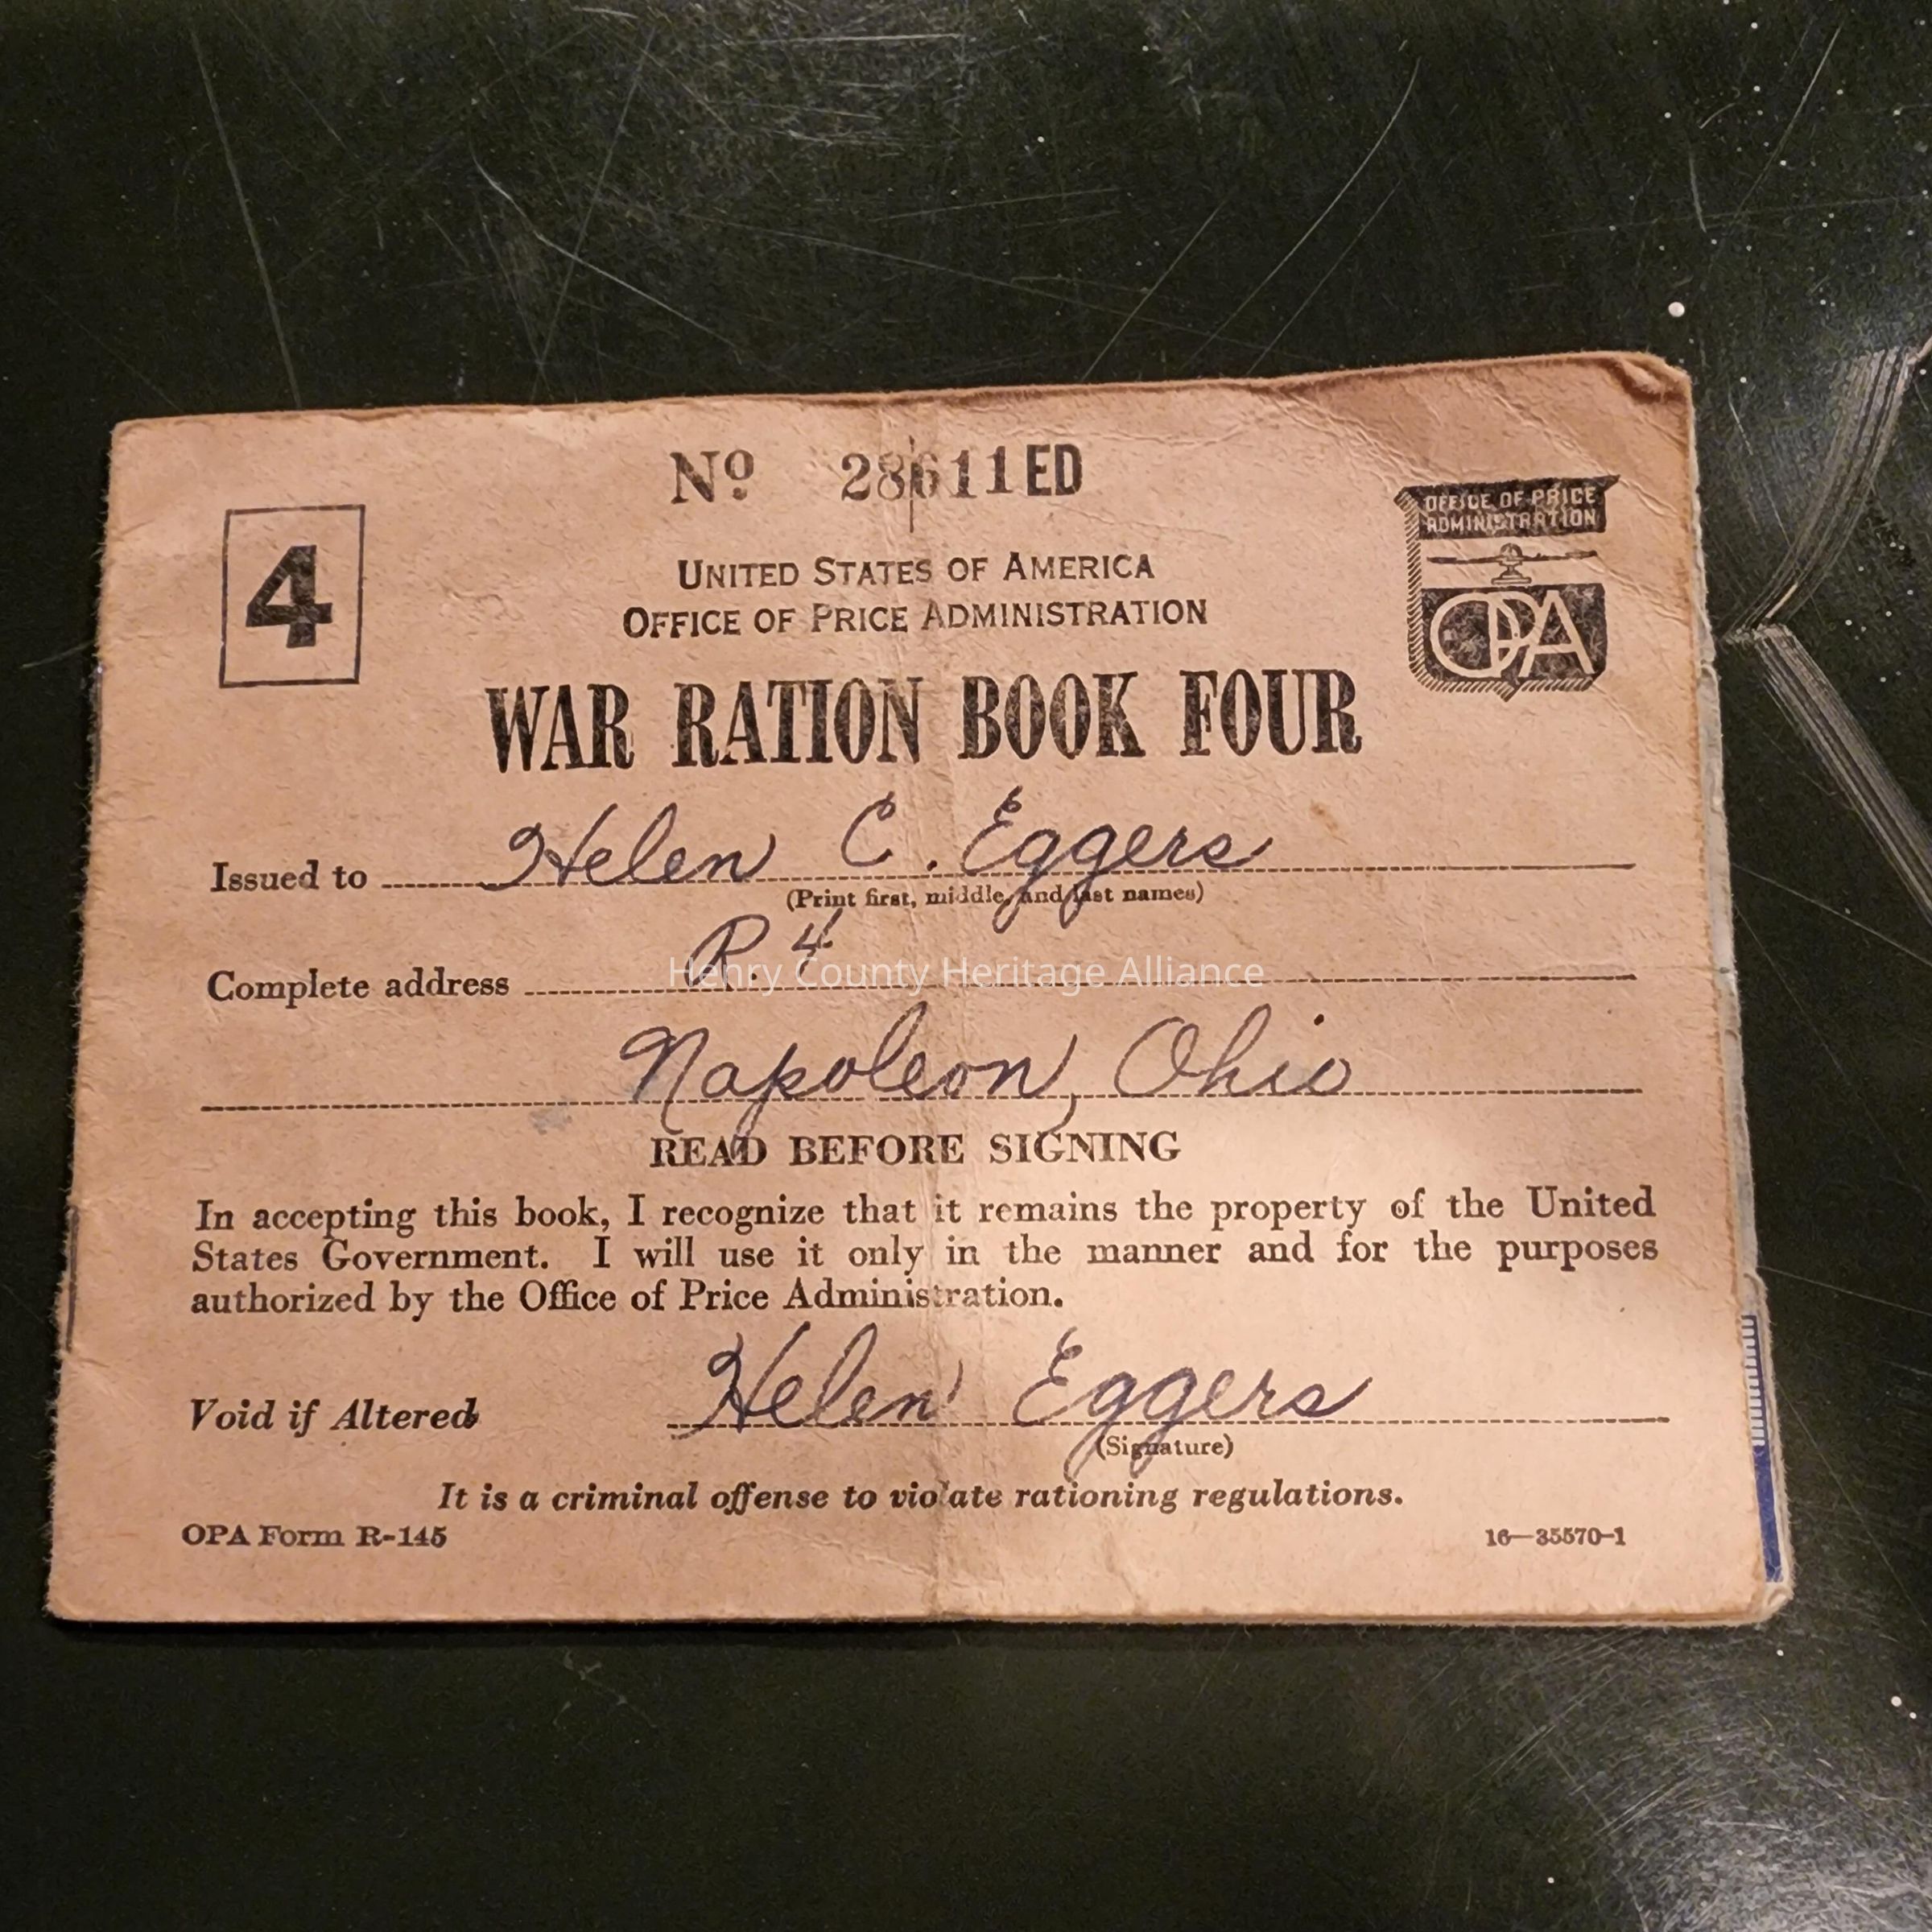 Nº 28611ED
4
OFFICE OF PRICE
ADMINISTRATION
OPA
UNITED STATES OF AMERICA
OFFICE OF PRICE ADMINISTRATION
WAR RATION BOOK FOUR
Issued to Helen C. Eggers
(Print first, middle, and last names)
Complete address R. 4
Henry County Heritage Alliance
Napoleon, Ohio
READ BEFORE SIGNING
In accepting this book, I recognize that it remains the property of the United
States Government. I will use it only in the manner and for the purposes
authorized by the Office of Price Administration.
Void if Altered Helen Eggers
(Signature)
It is a criminal offense to violate rationing regulations.
OPA Form R-145 16—35570-1